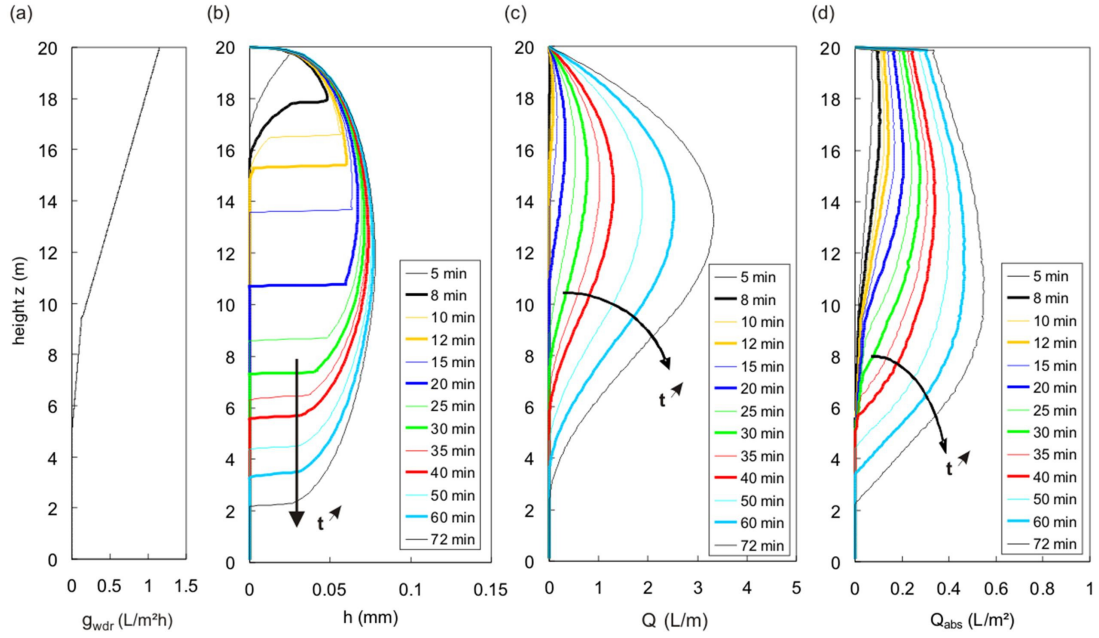 (a)
(b)
(c)
(d)
height z (m)
20
18
16
14
12
10
8
6
4
2
0
0
0.5
1
1.5
g_wdr (L/m²h)
20
18
16
14
12
10
8
6
4
2
0
0
0.05
0.1
0.15
h (mm)
5 min
8 min
10 min
12 min
15 min
20 min
25 min
30 min
35 min
40 min
50 min
60 min
72 min
t
20
18
16
14
12
10
8
6
4
2
0
0
1
2
3
4
5
Q (L/m)
5 min
8 min
10 min
12 min
15 min
20 min
25 min
30 min
35 min
40 min
50 min
60 min
72 min
t
20
18
16
14
12
10
8
6
4
2
0
0
0.2
0.4
0.6
0.8
1
Q_abs (L/m²)
5 min
8 min
10 min
12 min
15 min
20 min
25 min
30 min
35 min
40 min
50 min
60 min
72 min
t